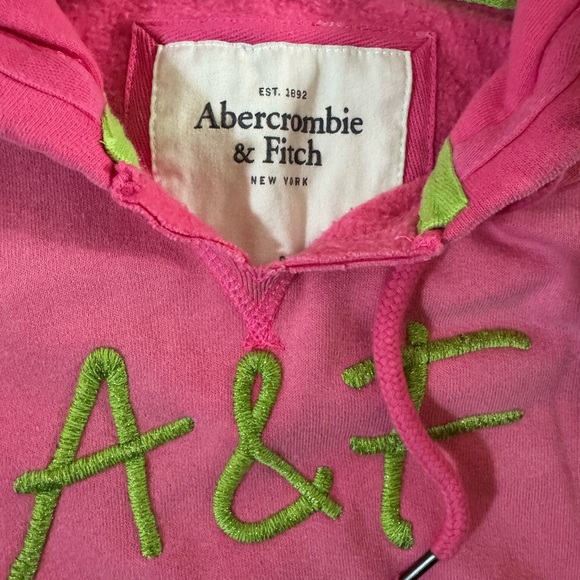 EST. 1892
Abercrombie
& Fitch
NEW YORK
A & F